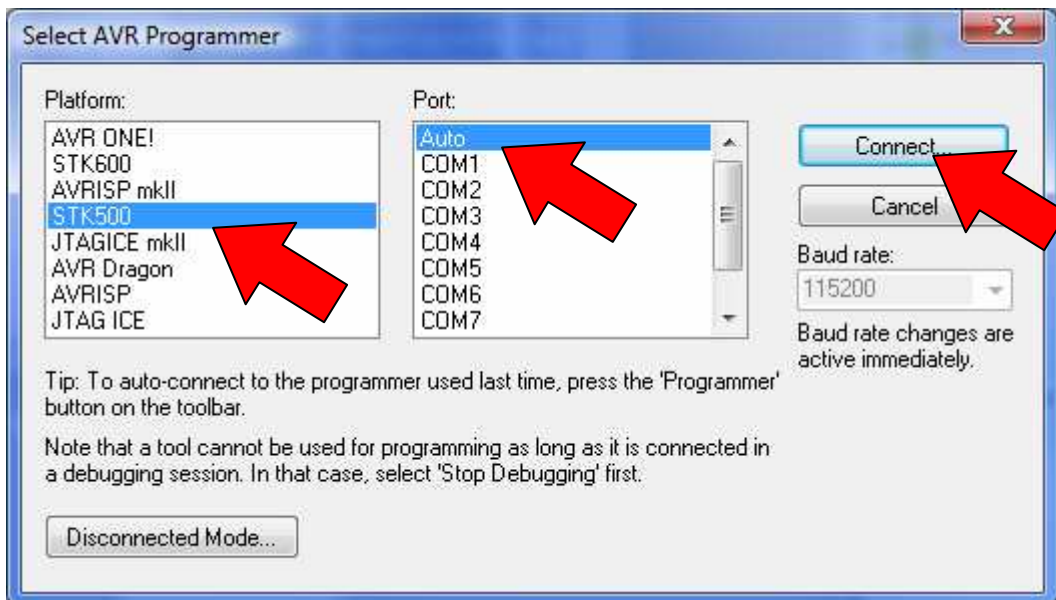 Select AVR Programmer
Platform:
AVR ONE!
STK600
AVRISP mkII
STK500
JTAGICE mkII
AVR Dragon
AVRISP
JTAG ICE
Port:
Auto
COM1
COM2
COM3
COM4
COM5
COM6
COM7
Connect...
Cancel
Baud rate:
115200
Baud rate changes are
active immediately.
Tip: To auto-connect to the programmer used last time, press the 'Programmer'
button on the toolbar.
Note that a tool cannot be used for programming as long as it is connected in
a debugging session. In that case, select 'Stop Debugging' first.
Disconnected Mode...